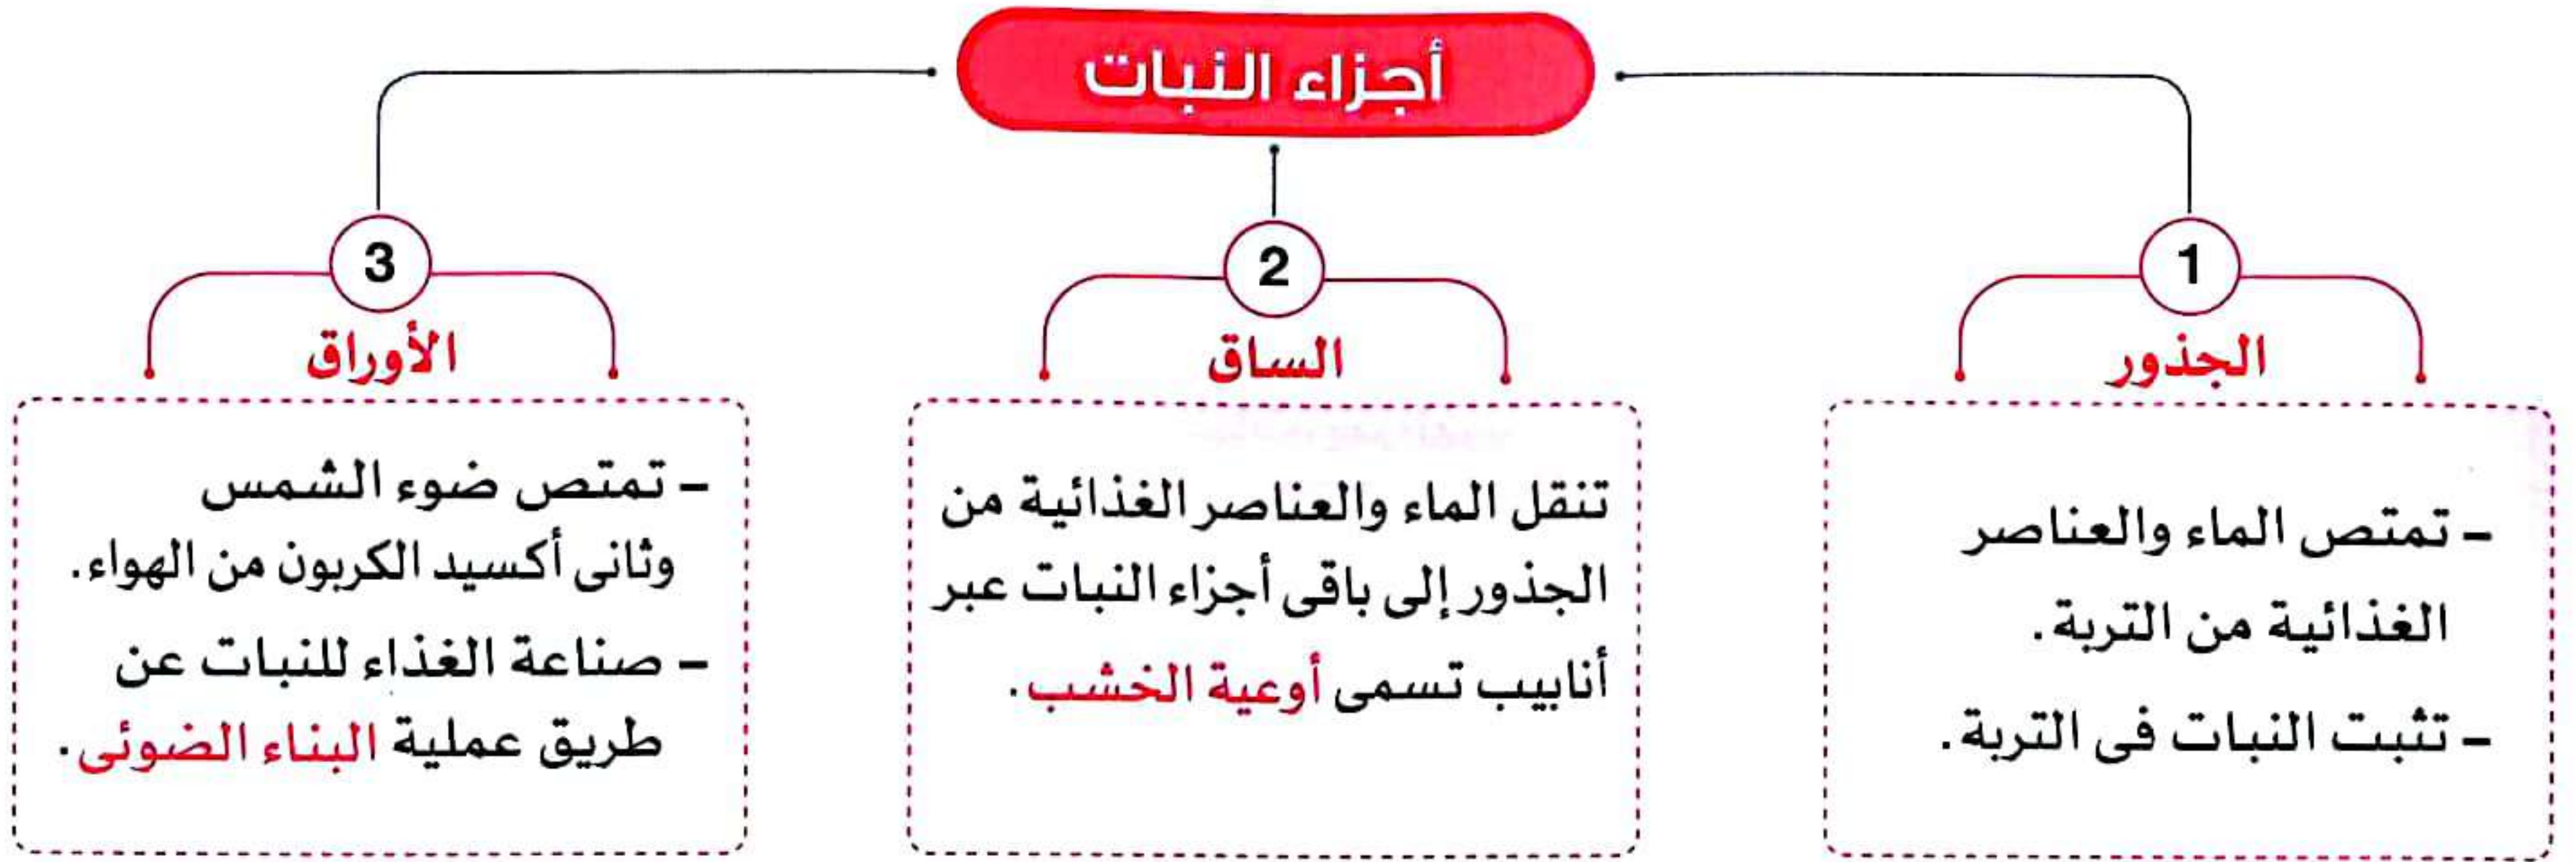 أجزاء النبات
1
الجذور
- تمتص الماء والعناصر
الغذائية من التربة.
- تثبت النبات فى التربة.
2
الساق
تنقل الماء والعناصر الغذائية من
الجذور إلى باقى أجزاء النبات عبر
أنابيب تسمى أوعية الخشب.
3
الأوراق
- تمتص ضوء الشمس
وثانى أكسيد الكربون من الهواء.
- صناعة الغذاء للنبات عن
طريق عملية البناء الضوئى.